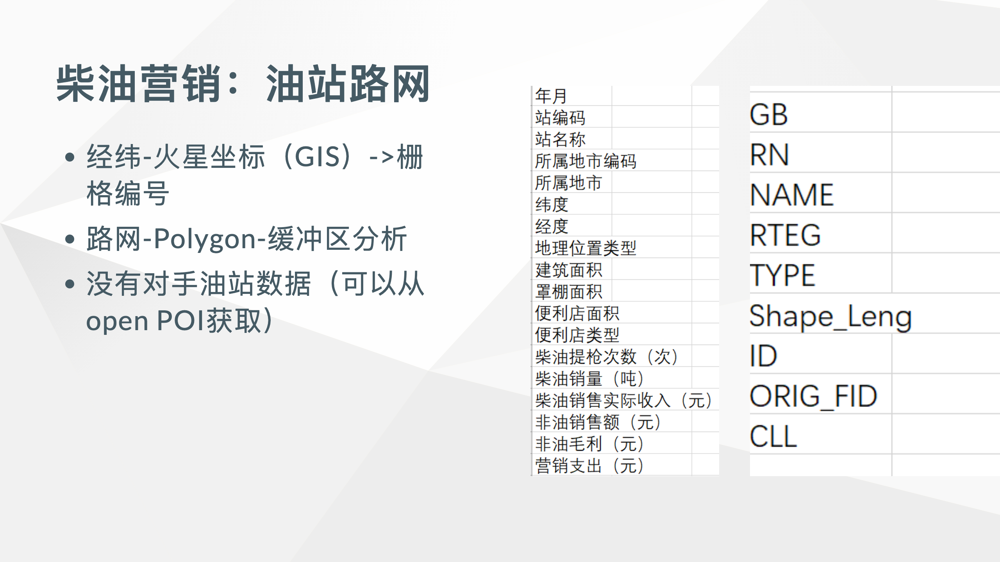 柴油营销：油站路网
• 经纬-火星坐标（GIS）->栅
格编号
• 路网-Polygon-缓冲区分析
• 没有对手油站数据（可以从
open POI获取）
年月
站编码
站名称
所属地市编码
所属地市
纬度
经度
地理位置类型
建筑面积
罩棚面积
便利店面积
便利店类型
柴油提枪次数（次）
柴油销量（吨）
柴油销售实际收入（元）
非油销售额（元）
非油毛利（元）
营销支出（元）
GB
RN
NAME
RTEG
TYPE
Shape_Leng
ID
ORIG_FID
CLL